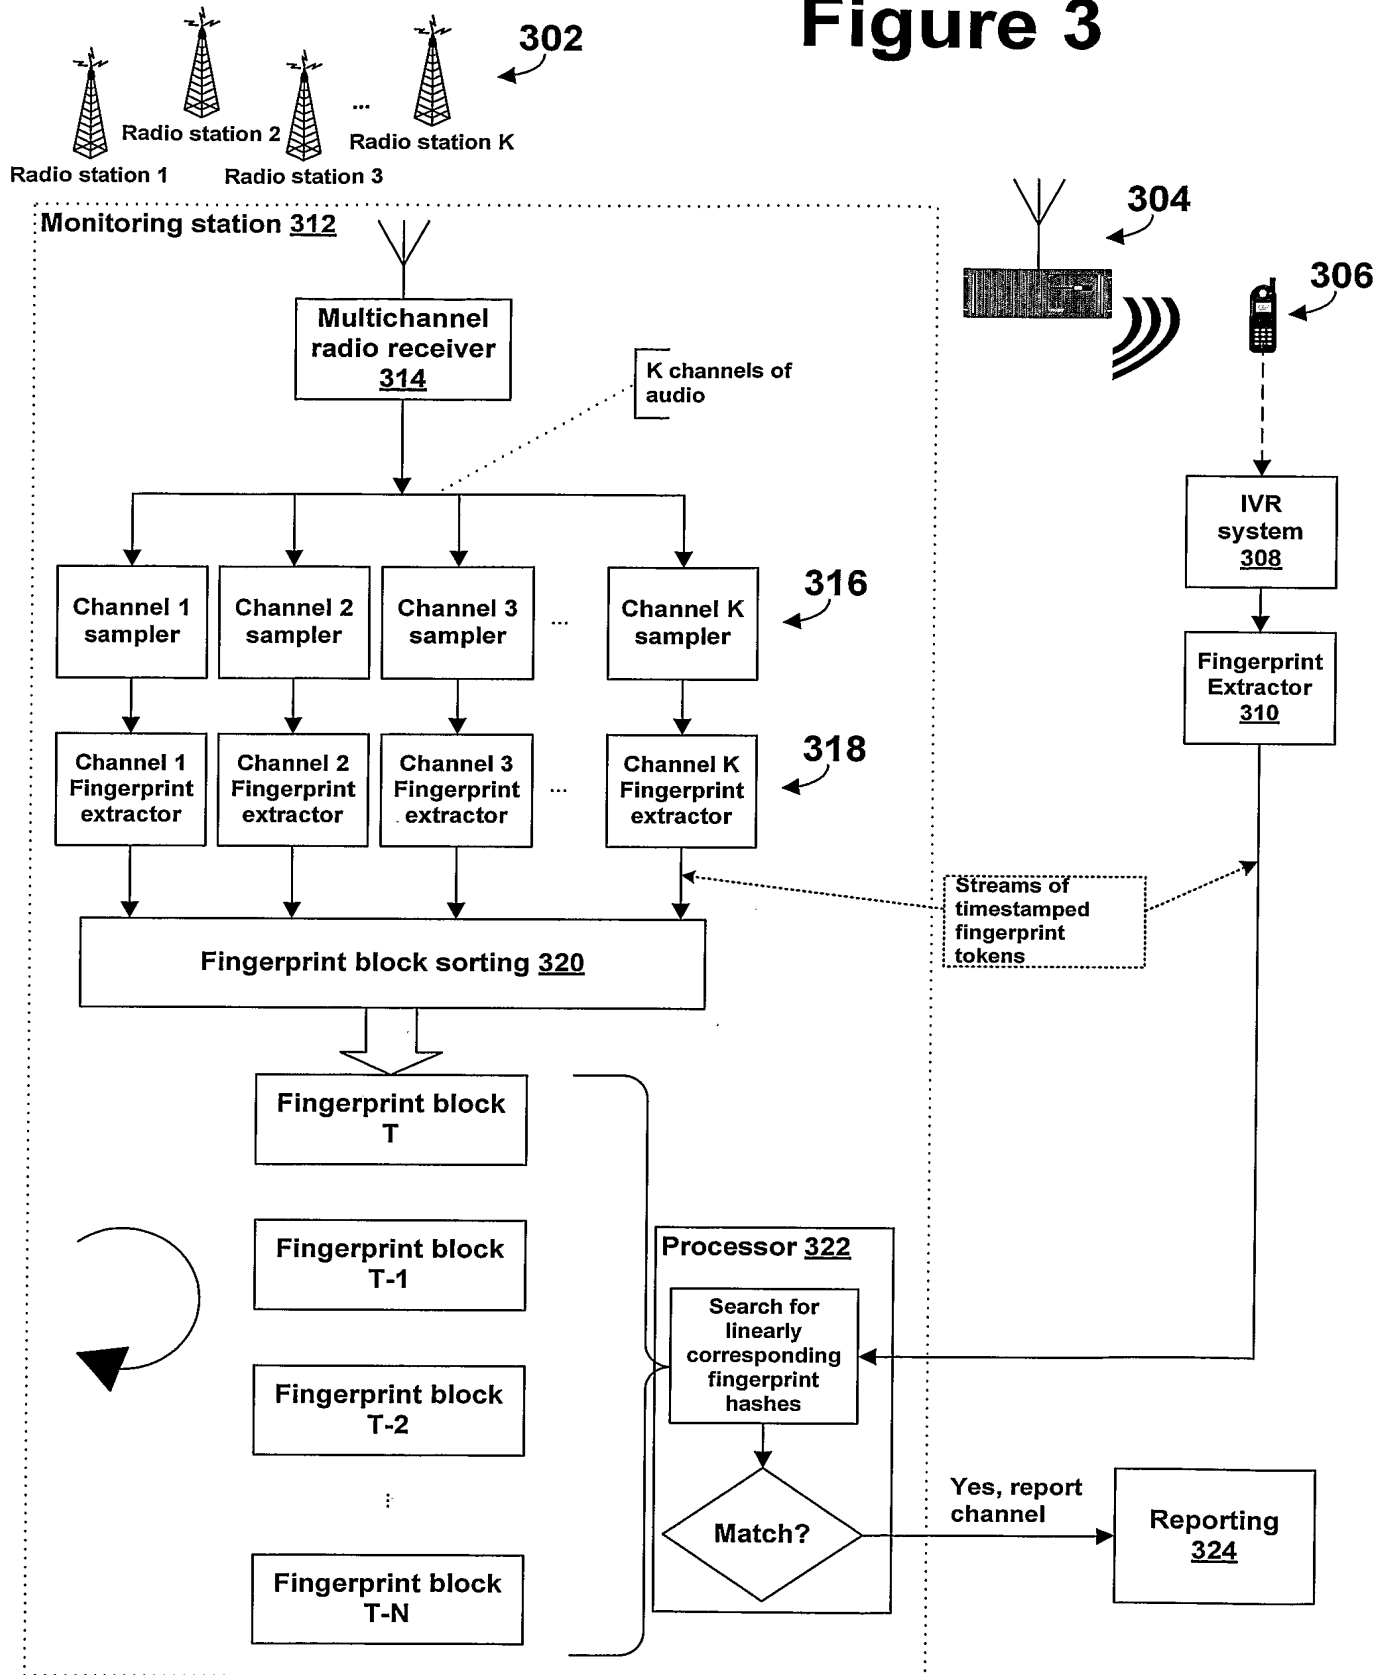 Figure 3
302
...
Radio station 2
Radio station K
Radio station 1
Radio station 3
304
306
Monitoring station 312
Multichannel
radio receiver
314
K channels of
audio
IVR
system
308
Channel 1
sampler
Channel 2
sampler
Channel 3
sampler
...
Channel K
sampler
316
Fingerprint
Extractor
310
Channel 1
Fingerprint
extractor
Channel 2
Fingerprint
extractor
Channel 3
Fingerprint
extractor
...
Channel K
Fingerprint
extractor
318
Streams of
timestamped
fingerprint
tokens
Fingerprint block sorting 320
Fingerprint block
T
Fingerprint block
T-1
Fingerprint block
T-2
...
Fingerprint block
T-N
Processor 322
Search for
linearly
corresponding
fingerprint
hashes
Match?
Yes, report
channel
Reporting
324